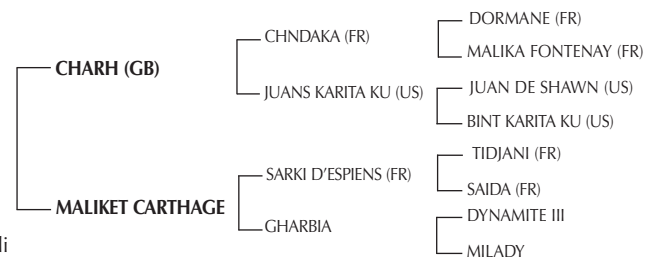 DORMANE (FR)
CHNDAKA (FR)
MALIKA FONTENAY (FR)
CHARH (GB)
JUANS KARITA KU (US)
JUAN DE SHAWN (US)
BINT KARITA KU (US)
TIDJANI (FR)
SARKI D'ESPIENS (FR)
SAIDA (FR)
MALIKET CARTHAGE
GHARBIA
DYNAMITE III
MILADY
li